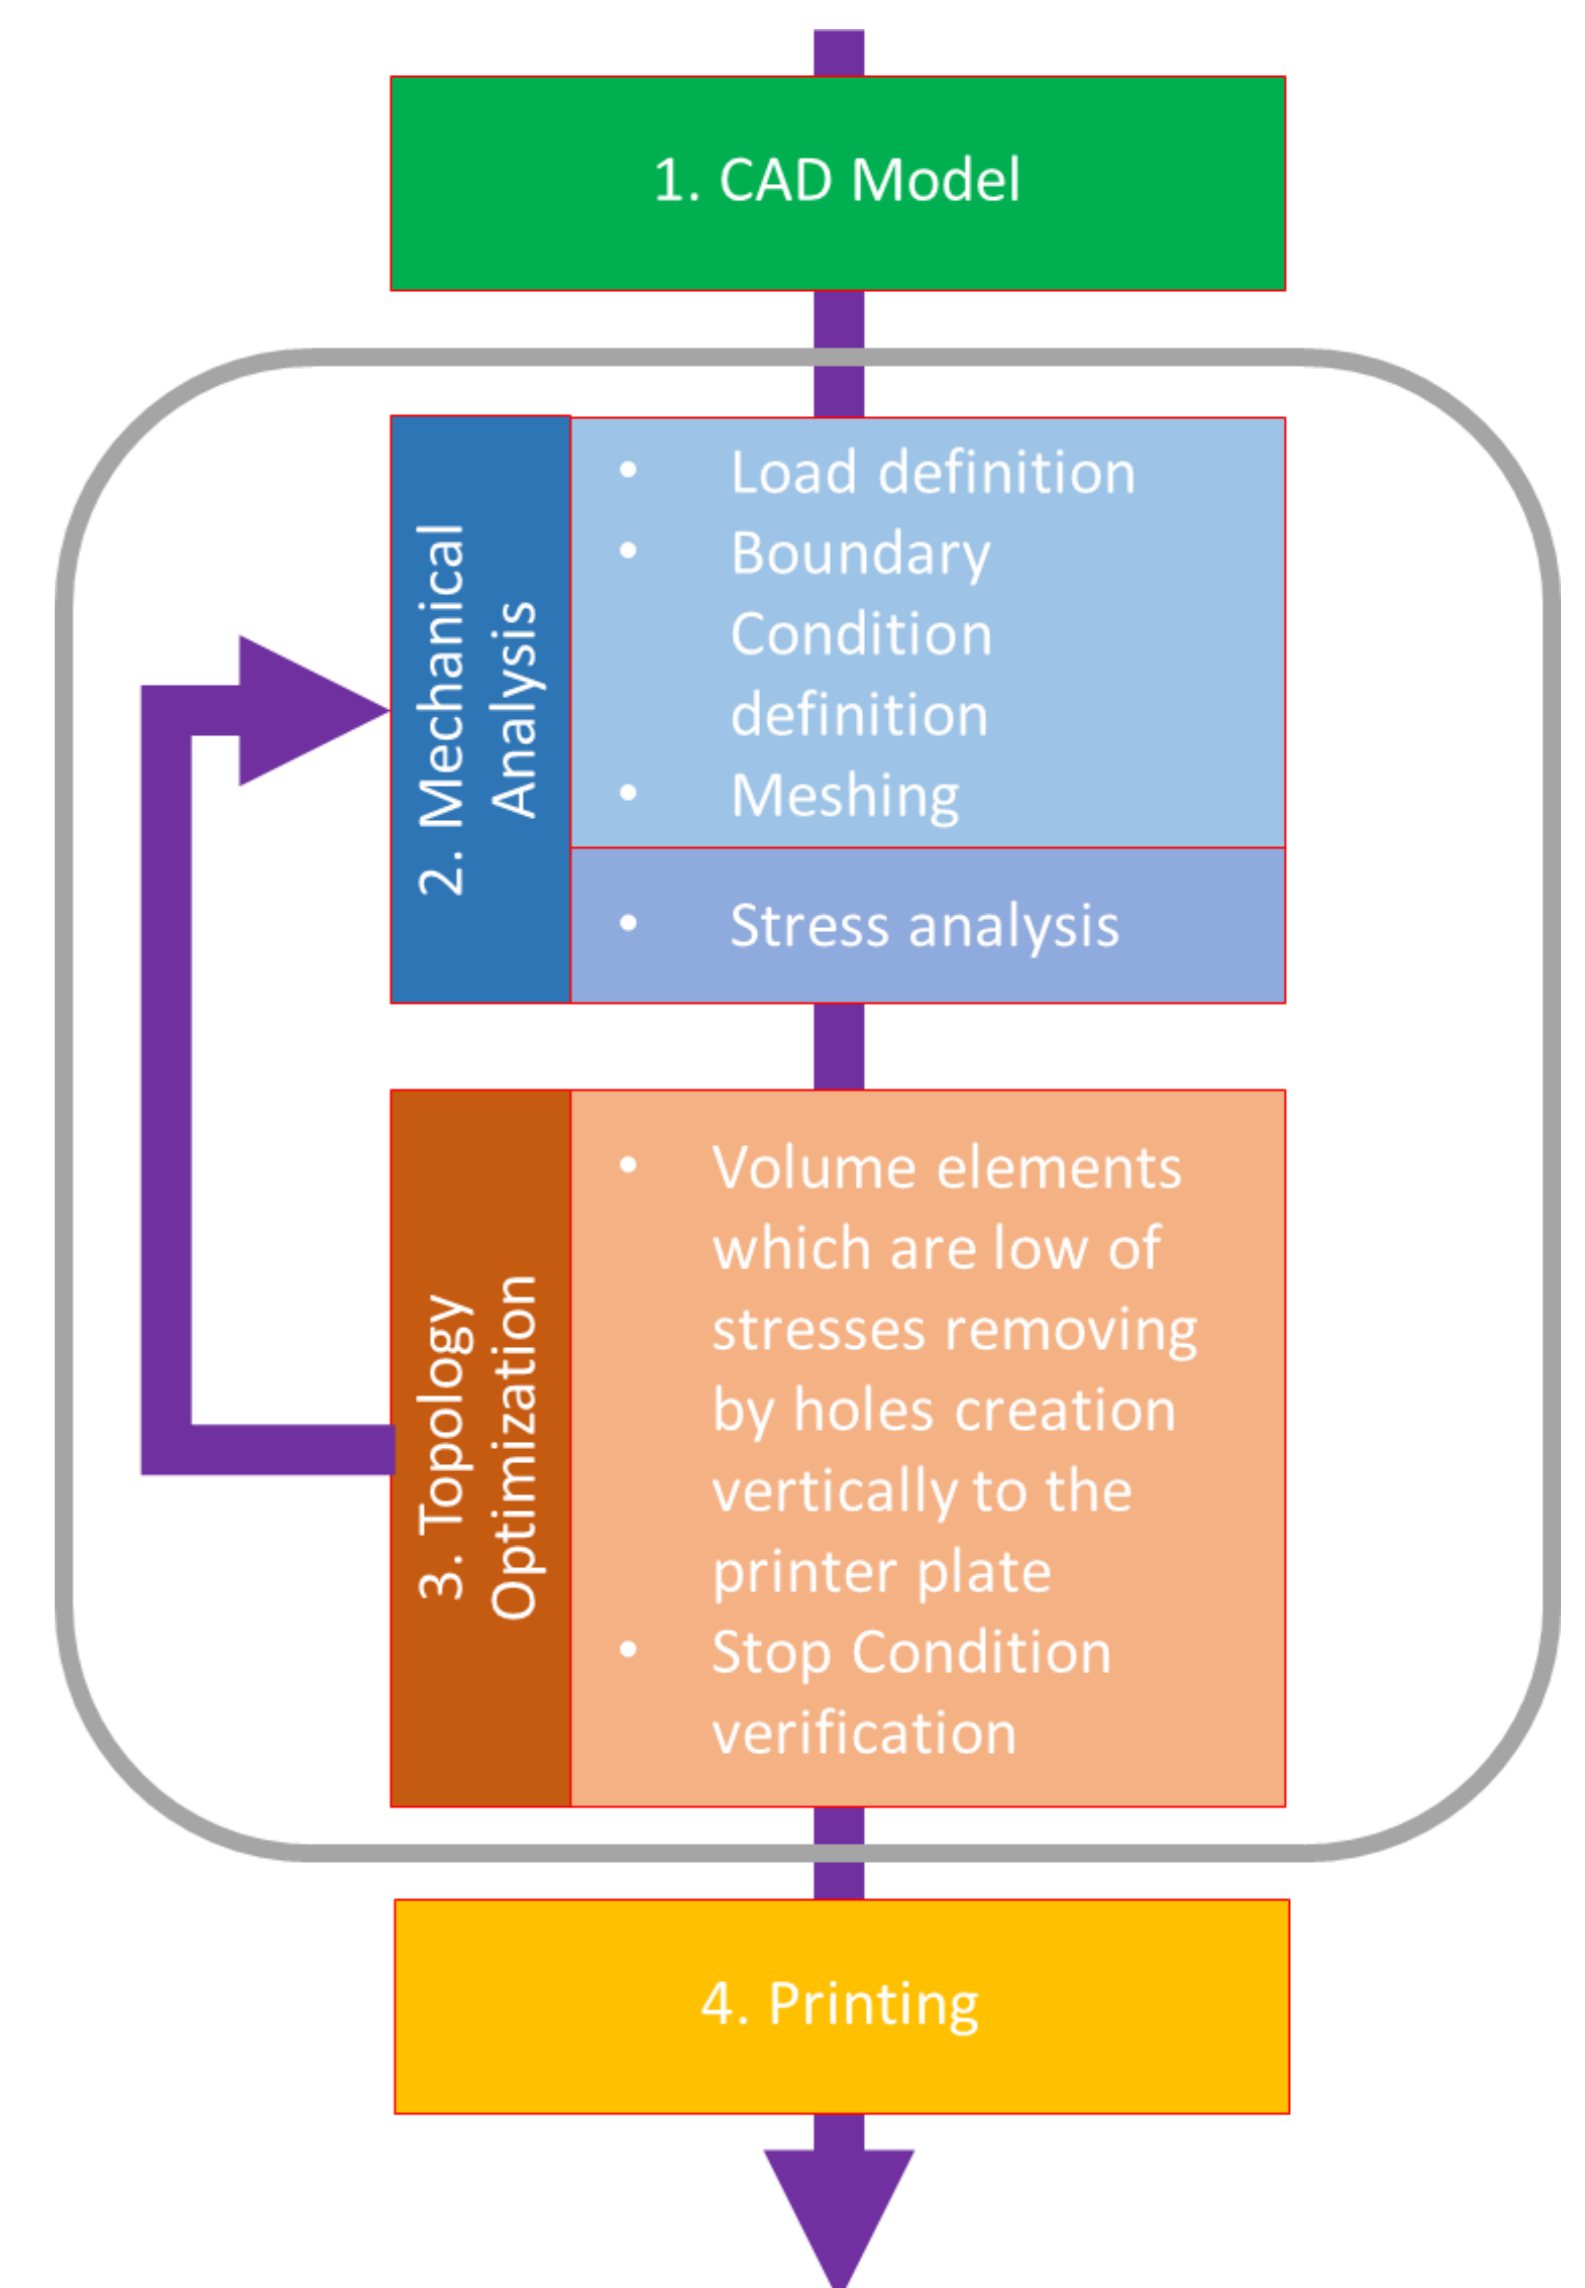 1. CAD Model
2. Mechanical
Analysis
• Load definition
• Boundary
Condition
definition
• Meshing
• Stress analysis
3. Topology
Optimization
• Volume elements
which are low of
stresses removing
by holes creation
vertically to the
printer plate
• Stop Condition
verification
4. Printing